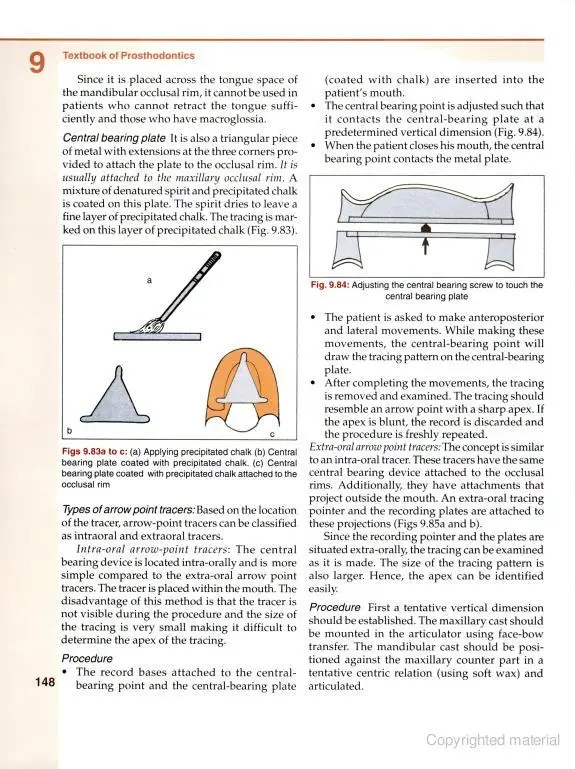 9
Textbook of Prosthodontics
Since it is placed across the tongue space of
the mandibular occlusal rim, it cannot be used in
patients who cannot retract the tongue suffi-
ciently and those who have macroglossia.
Central bearing plate It is also a triangular piece
of metal with extensions at the three corners pro-
vided to attach the plate to the occlusal rim. It is
usually attached to the maxillary occlusal rim. A
mixture of denatured spirit and precipitated chalk
is coated on this plate. The spirit dries to leave a
fine layer of precipitated chalk. The tracing is mar-
ked on this layer of precipitated chalk (Fig. 9.83).
a
b
c
Figs 9.83a to c: (a) Applying precipitated chalk (b) Central
bearing plate coated with precipitated chalk. (c) Central
bearing plate coated with precipitated chalk attached to the
occlusal rim
Types of arrow point tracers: Based on the location
of the tracer, arrow-point tracers can be classified
as intraoral and extraoral tracers.
Intra-oral arrow-point tracers: The central
bearing device is located intra-orally and is more
simple compared to the extra-oral arrow point
tracers. The tracer is placed within the mouth. The
disadvantage of this method is that the tracer is
not visible during the procedure and the size of
the tracing is very small making it difficult to
determine the apex of the tracing.
Procedure
• The record bases attached to the central-
bearing point and the central-bearing plate
148
(coated with chalk) are inserted into the
patient's mouth.
• The central bearing point is adjusted such that
it contacts the central-bearing plate at a
predetermined vertical dimension (Fig. 9.84).
• When the patient closes his mouth, the central
bearing point contacts the metal plate.
Fig. 9.84: Adjusting the central bearing screw to touch the
central bearing plate
• The patient is asked to make anteroposterior
and lateral movements. While making these
movements, the central-bearing point will
draw the tracing pattern on the central-bearing
plate.
• After completing the movements, the tracing
is removed and examined. The tracing should
resemble an arrow point with a sharp apex. If
the apex is blunt, the record is discarded and
the procedure is freshly repeated.
Extra-oral arrow point tracers: The concept is similar
to an intra-oral tracer. These tracers have the same
central bearing device attached to the occlusal
rims. Additionally, they have attachments that
project outside the mouth. An extra-oral tracing
pointer and the recording plates are attached to
these projections (Figs 9.85a and b).
Since the recording pointer and the plates are
situated extra-orally, the tracing can be examined
as it is made. The size of the tracing pattern is
also larger. Hence, the apex can be identified
easily.
Procedure First a tentative vertical dimension
should be established. The maxillary cast should
be mounted in the articulator using face-bow
transfer. The mandibular cast should be posi-
tioned against the maxillary counter part in a
tentative centric relation (using soft wax) and
articulated.
Copyrighted material